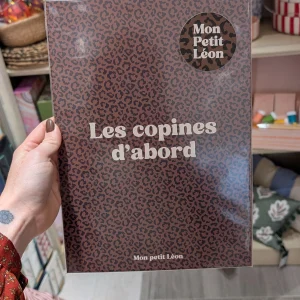 Mon
Petit
Léon
Les copines
d'abord
Mon petit Léon